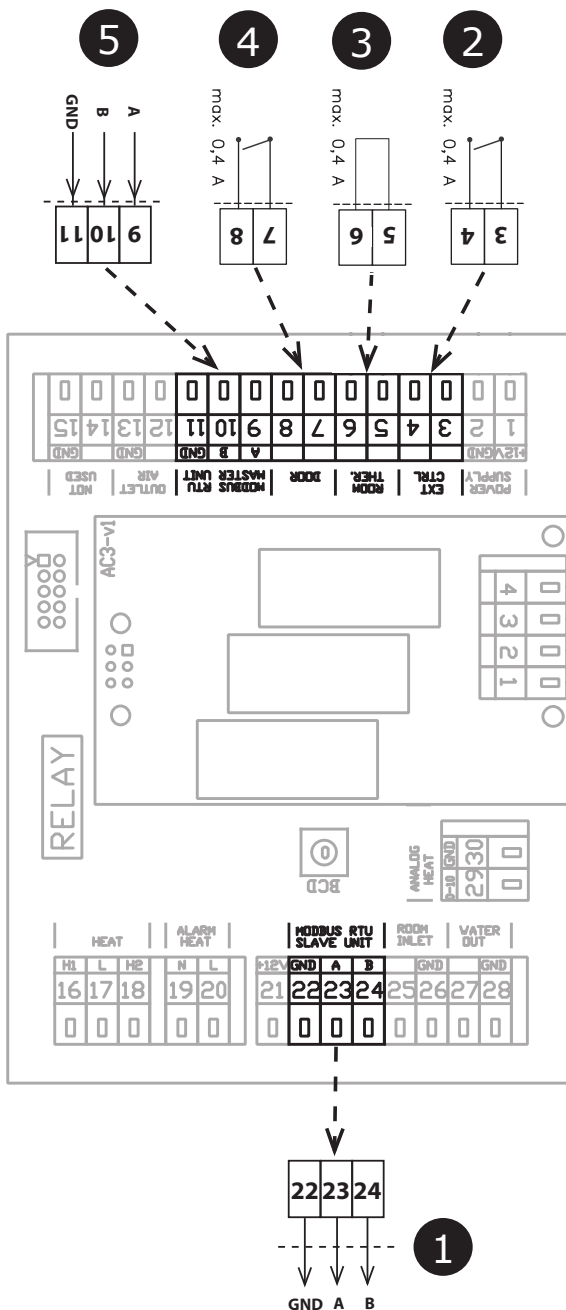 5 4 3 2
GND B A
max. 0,4 A
max. 0,4 A
max. 0,4 A
11 10 9
8 7
6 5
4 3
15 14 13 12 11 10 9 8 7 6 5 4 3 2 1
GND GND GND B A GND +12V
NOT USED
OUTLET AIR
MODBUS RTU MASTER UNIT
DOOR
ROOM THER.
EXT CTRL
POWER SUPPLY
AC3-v1
4
3
2
1
RELAY
0
BCD
ANALOG HEAT
0-10 GND
29 30
HEAT
ALARM HEAT
MODBUS RTU SLAVE UNIT
ROOM INLET
WATER OUT
H1 L H2 N L +12V GND A B GND GND
16 17 18 19 20 21 22 23 24 25 26 27 28
22 23 24
1
GND A B